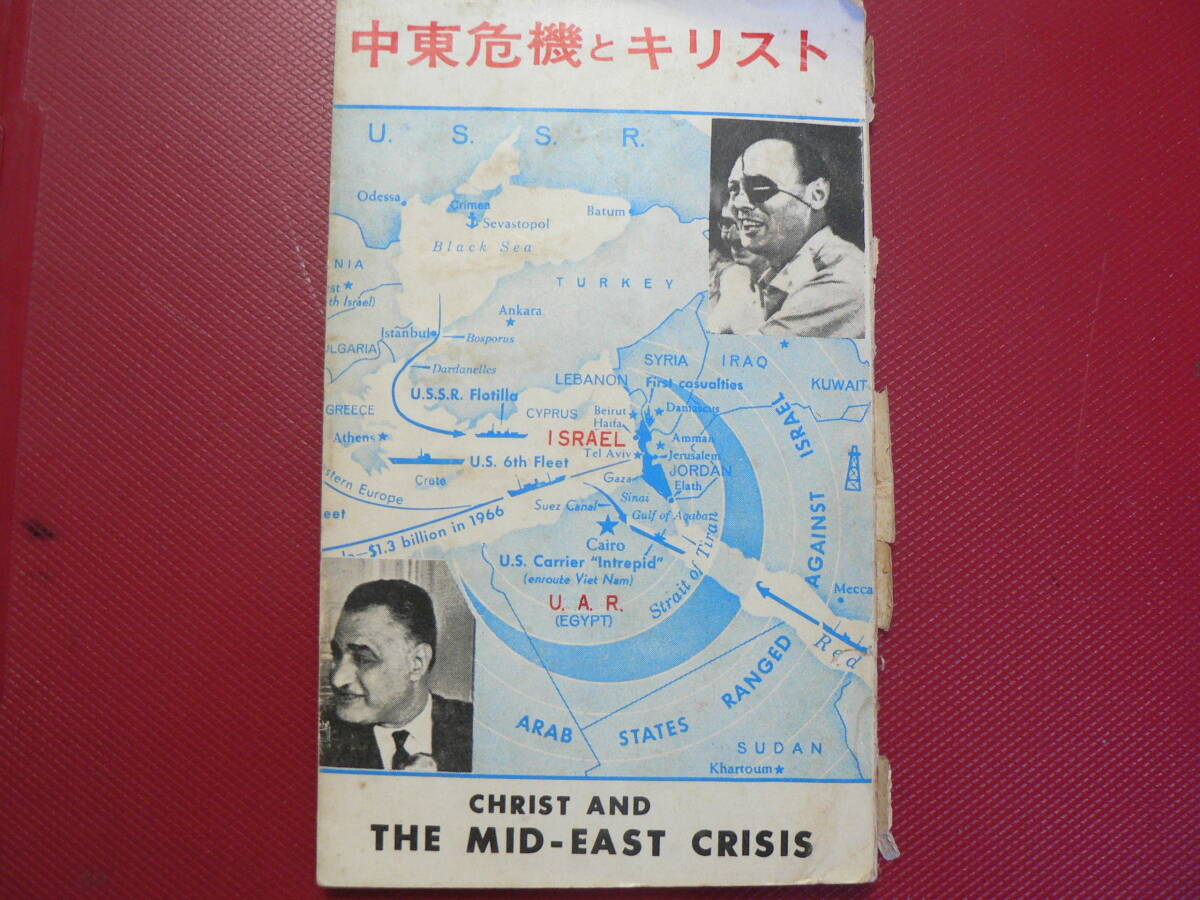 中東危機とキリスト
U. S. S. R.
Odessa
Crimea
Sevastopol
Batum
Black Sea
NIA
st
th Israel)
TURKEY
Ankara
Istanbul
Bosporus
ULGARIA
Dardanelles
SYRIA
IRAQ
LEBANON
First casualties
KUWAIT
U.S.S.R. Flotilla
GREECE
CYPRUS
Beirut
Damascus
Haifa
Athens
ISRAEL
Amman
Tel Aviv
Jerusalem
U.S. 6th Fleet
JORDAN
Crete
Gaza
Elath
stern Europe
Sinai
Suez Canal
Gulf of Aqaba
eet
—$1.3 billion in 1966
Cairo
U.S. Carrier "Intrepid"
(enroute Viet Nam)
Strait of Tiran
Mecca
U. A. R.
(EGYPT)
Red
ARAB STATES RANGED AGAINST ISRAEL
SUDAN
Khartoum
CHRIST AND
THE MID-EAST CRISIS